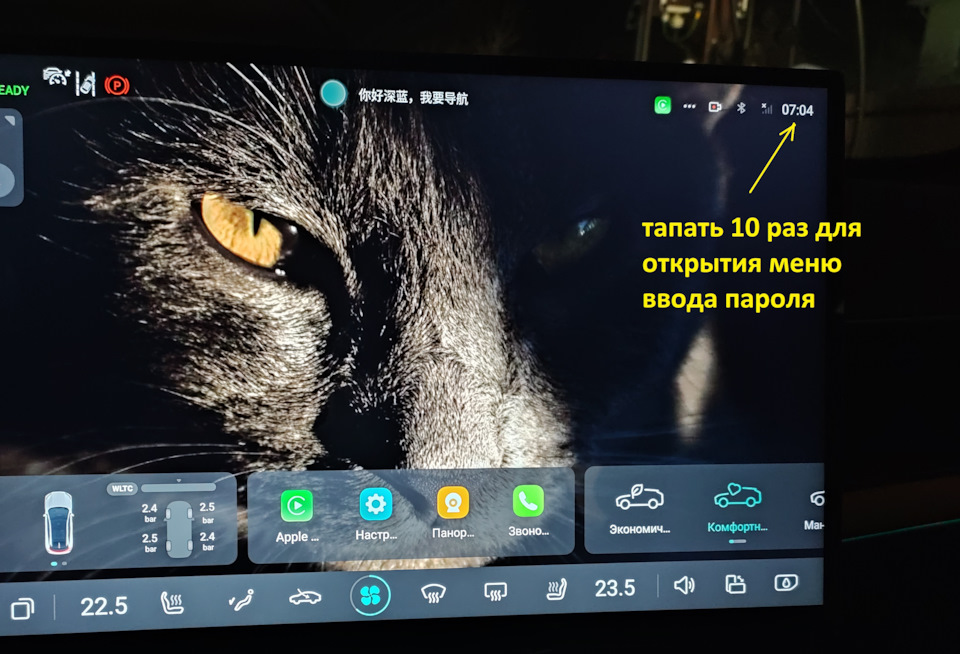 EADY
P
你好深蓝，我要导航
07:04
тапать 10 раз для
открытия меню
ввода пароля
WLTC
2.4
bar
2.5
bar
2.5
bar
2.4
bar
Apple ...
Настр...
Панор...
Звоно...
Экономич...
Комфортн...
Ман
22.5
23.5